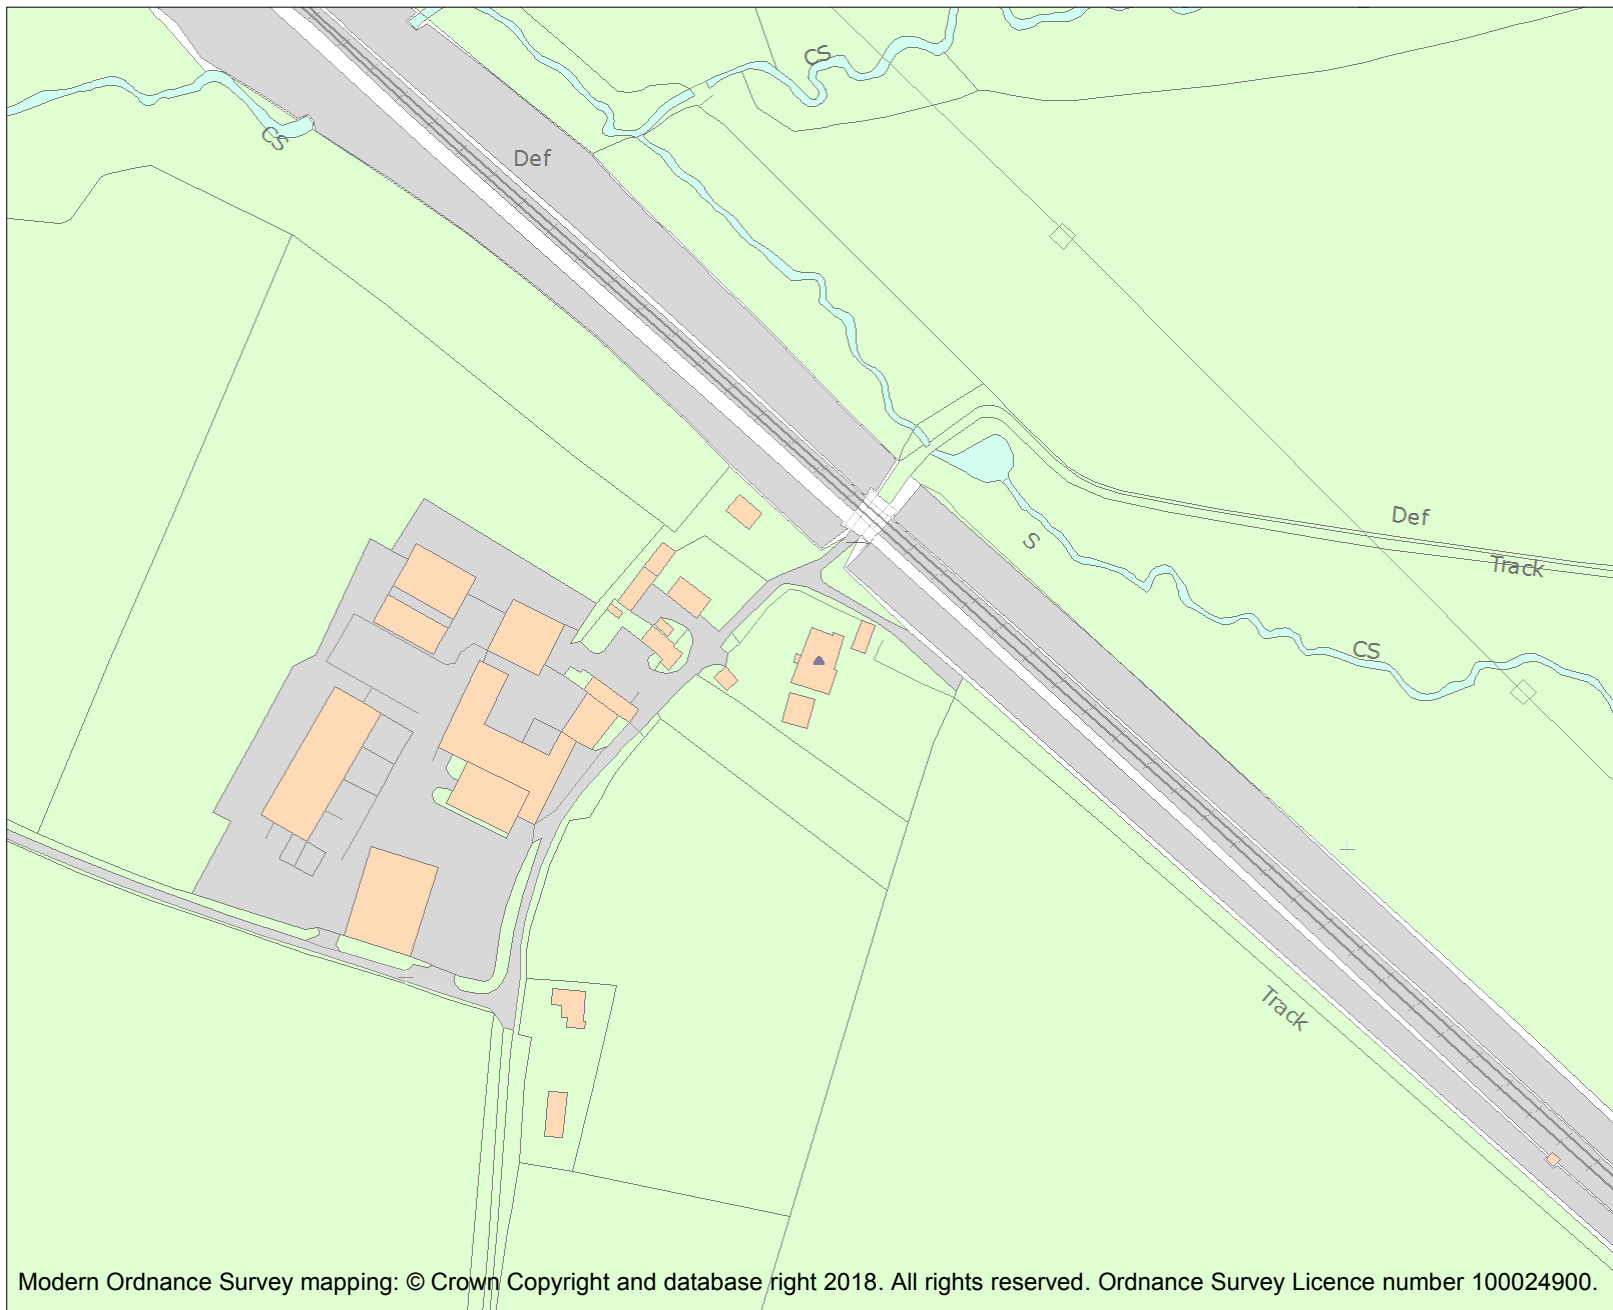 CS
CS
Def
Def
S
Track
CS
Track
Modern Ordnance Survey mapping: © Crown Copyright and database right 2018. All rights reserved. Ordnance Survey Licence number 100024900.